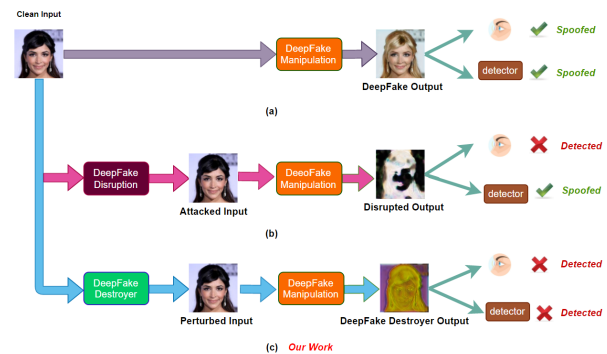 Clean Input
DeepFake
Manipulation
DeepFake Output
Spoofed
detector
Spoofed
(a)
DeepFake
Disruption
Attacked Input
DeeoFake
Manipulation
Disrupted Output
Detected
detector
Spoofed
(b)
DeepFake
Destroyer
Perturbed Input
DeepFake
Manipulation
DeepFake Destroyer Output
Detected
detector
Detected
(c) Our Work